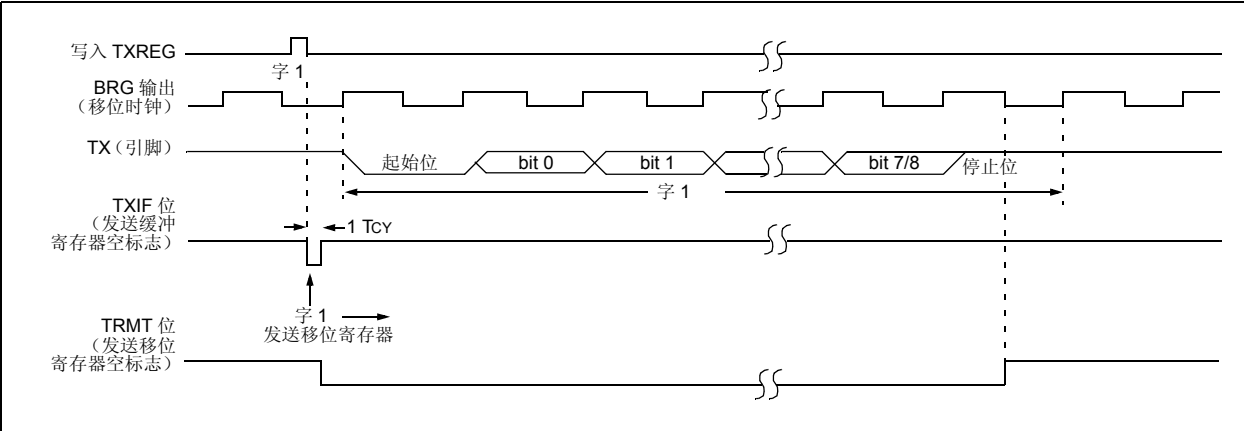 写入 TXREG
字 1
BRG 输出
（移位时钟）
TX（引脚）
起始位
bit 0
bit 1
bit 7/8
停止位
字 1
TXIF 位
（发送缓冲
寄存器空标志）
1 TCY
字 1
发送移位寄存器
TRMT 位
（发送移位
寄存器空标志）